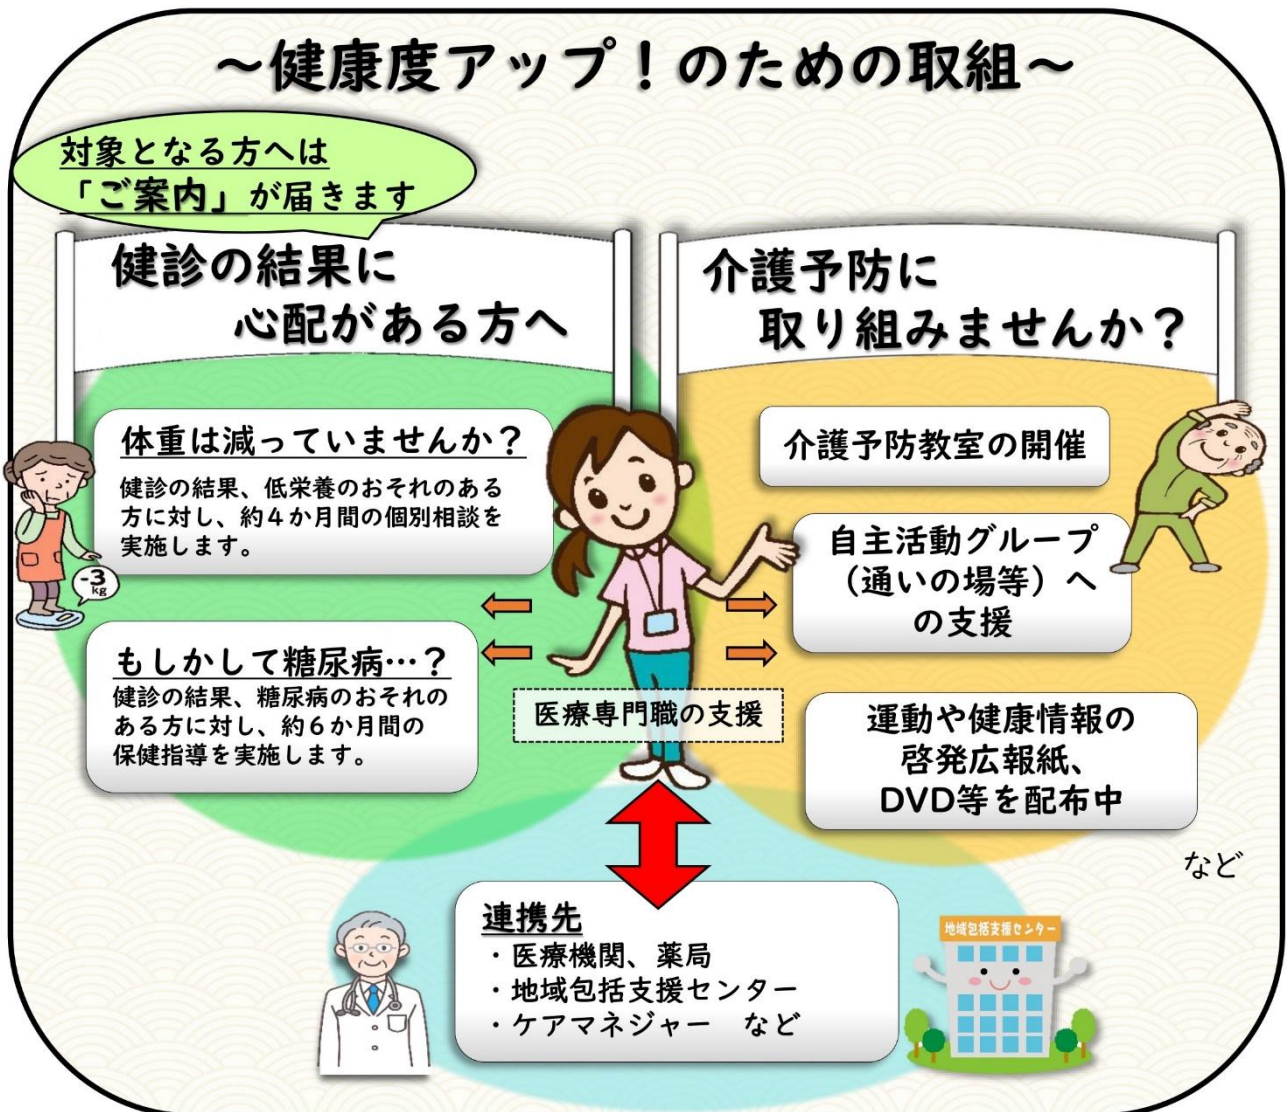 ～健康度アップ！のための取組～
対象となる方へは
「ご案内」が届きます
健診の結果に
心配がある方へ
体重は減っていませんか？
健診の結果、低栄養のおそれのある
方に対し、約４か月間の個別相談を
実施します。
-3
kg
もしかして糖尿病…？
健診の結果、糖尿病のおそれの
ある方に対し、約６か月間の
保健指導を実施します。
医療専門職の支援
介護予防に
取り組みませんか？
介護予防教室の開催
自主活動グループ
（通いの場等）へ
の支援
運動や健康情報の
啓発広報紙、
DVD等を配布中
など
連携先
・医療機関、薬局
・地域包括支援センター
・ケアマネジャー　など
地域包括支援センター